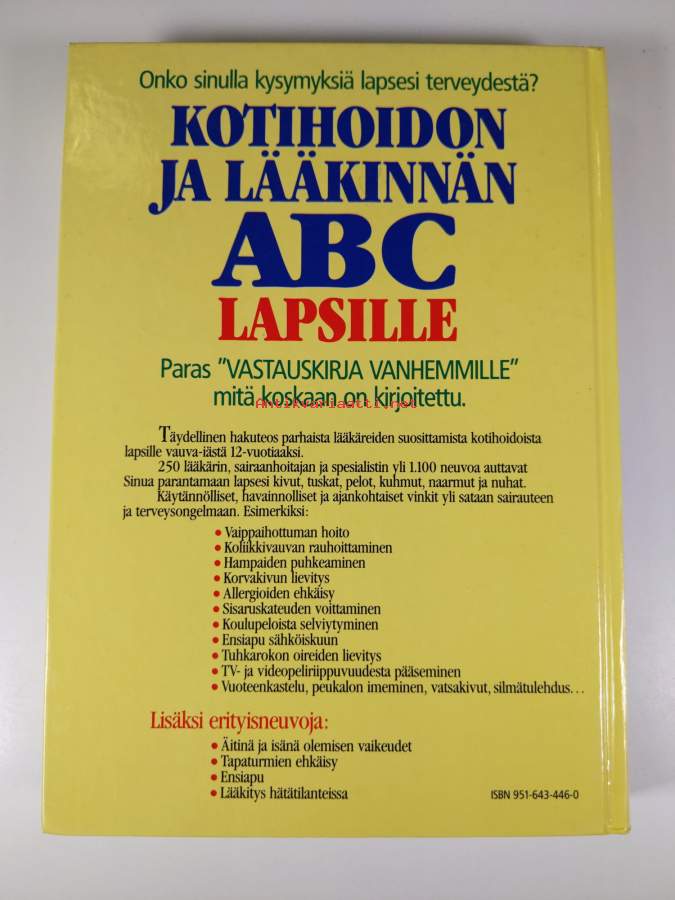 Onko sinulla kysymyksiä lapsesi terveydestä?
KOTIHOIDON
JA LÄÄKINNÄN
ABC
LAPSILLE
Paras "VASTAUSKIRJA VANHEMMILLE"
mitä koskaan on kirjoitettu.
Antikvariaatti.net
Täydellinen hakuteos parhaista lääkäreiden suosittamista kotihoidoista
lapsille vauva-iästä 12-vuotiaaksi.
250 lääkärin, sairaanhoitajan ja spesialistin yli 1.100 neuvoa auttavat
Sinua parantamaan lapsesi kivut, tuskat, pelot, kuhmut, naarmut ja nuhat.
Käytännölliset, havainnolliset ja ajankohtaiset vinkit yli sataan sairauteen
ja terveysongelmaan. Esimerkiksi:
• Vaippaihottuman hoito
• Koliikkivauvan rauhoittaminen
• Hampaiden puhkeaminen
• Korvakivun lievitys
• Allergioiden ehkäisy
• Sisaruskateuden voittaminen
• Koulupeloista selviytyminen
• Ensiapu sähköiskuun
• Tuhkarokon oireiden lievitys
• TV- ja videopeliriippuvuudesta pääseminen
• Vuoteenkastelu, peukalon imeminen, vatsakivut, silmätulehdus...
Lisäksi erityisneuvoja:
• Äitinä ja isänä olemisen vaikeudet
• Tapaturmien ehkäisy
• Ensiapu
• Lääkitys hätätilanteissa
ISBN 951-643-446-0